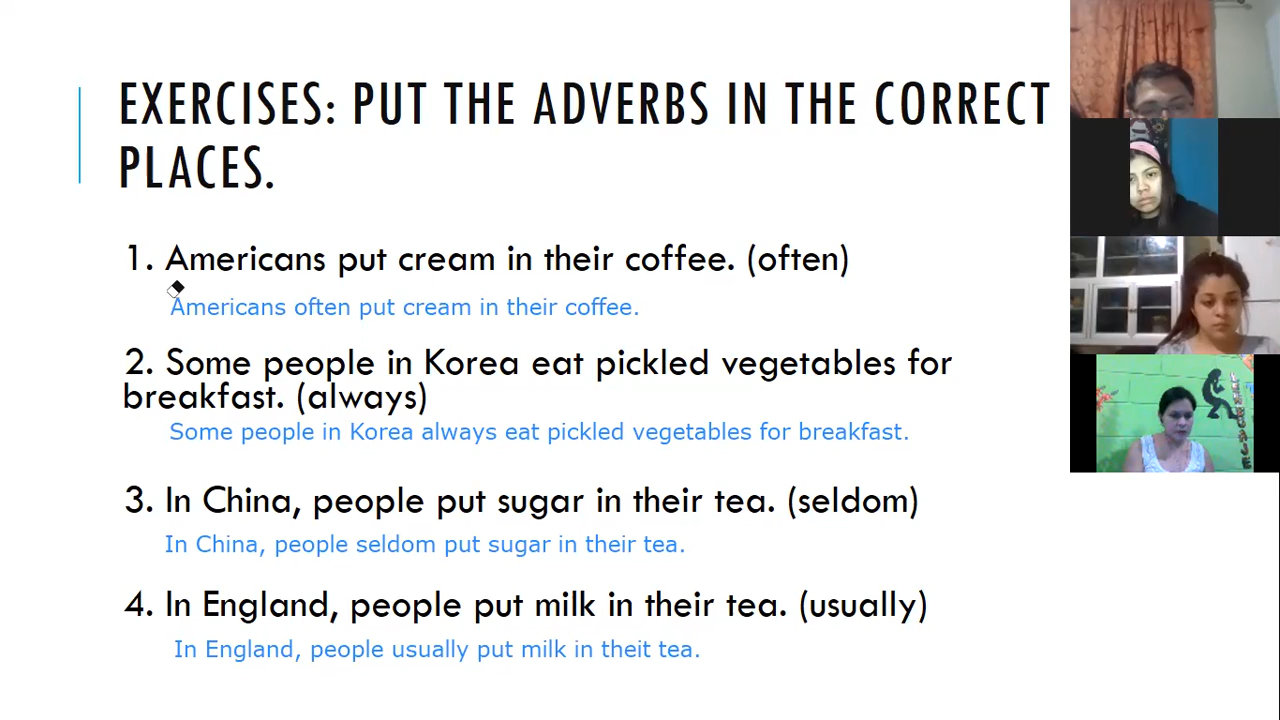 EXERCISES: PUT THE ADVERBS IN THE CORRECT
PLACES.
1. Americans put cream in their coffee. (often)
Americans often put cream in their coffee.
2. Some people in Korea eat pickled vegetables for
breakfast. (always)
Some people in Korea always eat pickled vegetables for breakfast.
3. In China, people put sugar in their tea. (seldom)
In China, people seldom put sugar in their tea.
4. In England, people put milk in their tea. (usually)
In England, people usually put milk in theit tea.